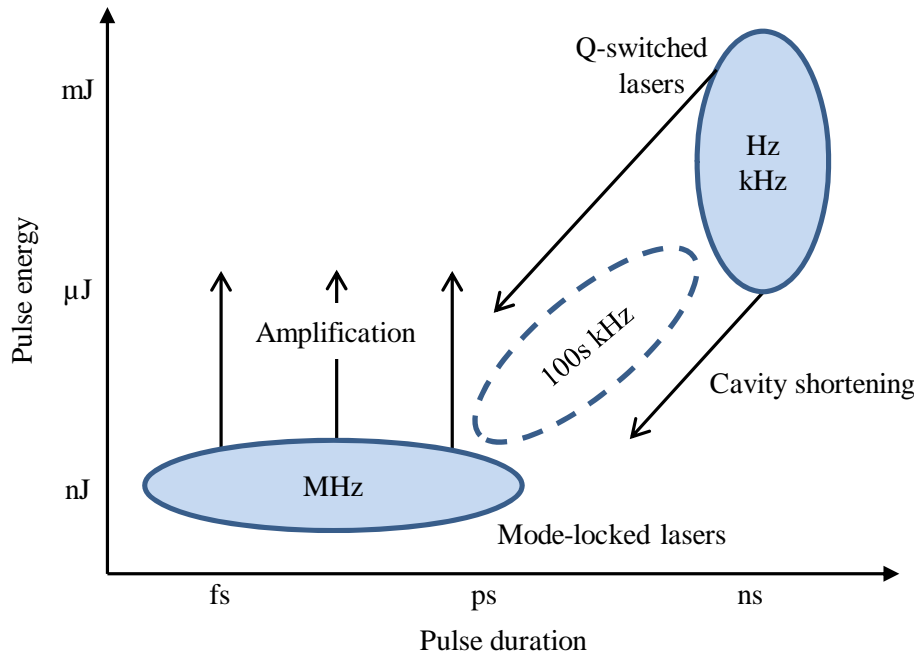 Q-switched
lasers
mJ
Hz
kHz
Pulse energy
μJ
Amplification
100s kHz
Cavity shortening
nJ
MHz
Mode-locked lasers
fs
ps
ns
Pulse duration